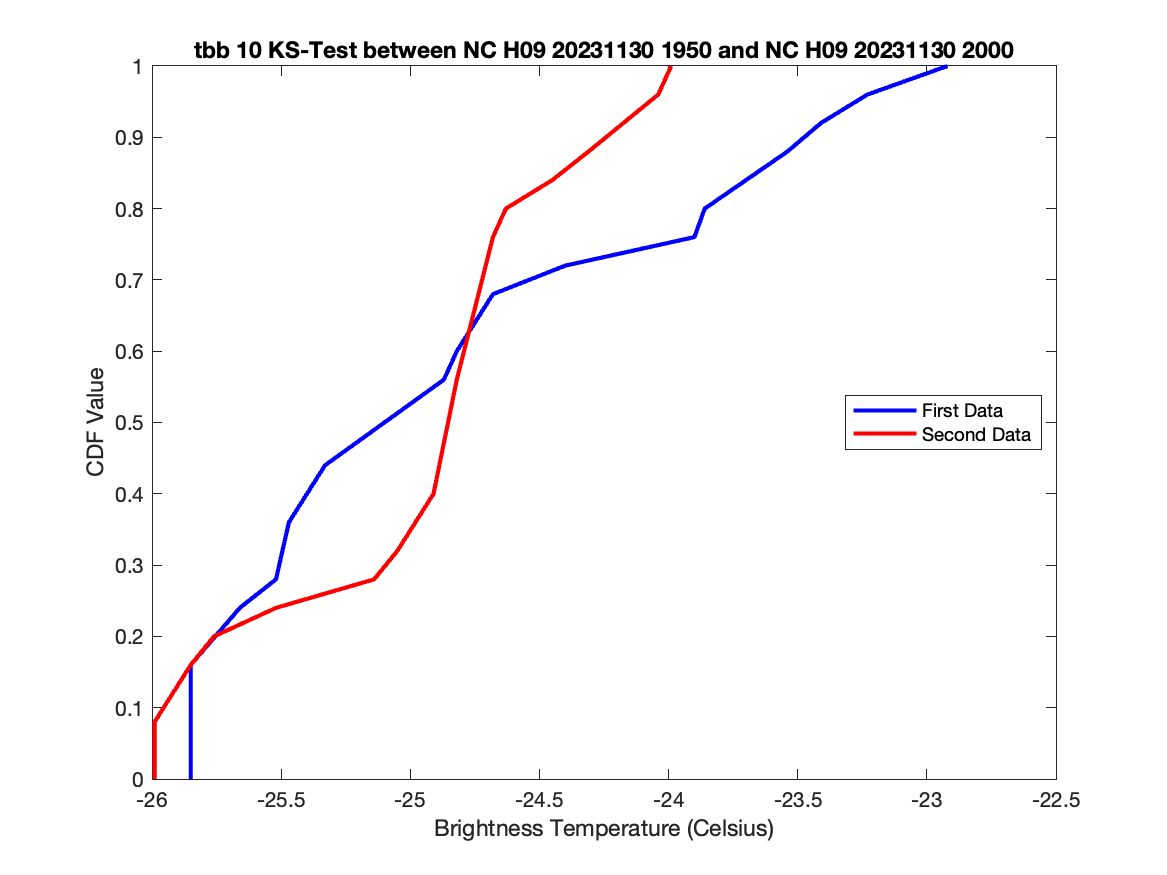 tbb 10 KS-Test between NC H09 20231130 1950 and NC H09 20231130 2000
1
0.9
0.8
0.7
0.6
0.5
0.4
0.3
0.2
0.1
0
CDF Value
First Data
Second Data
-26 -25.5 -25 -24.5 -24 -23.5 -23 -22.5
Brightness Temperature (Celsius)